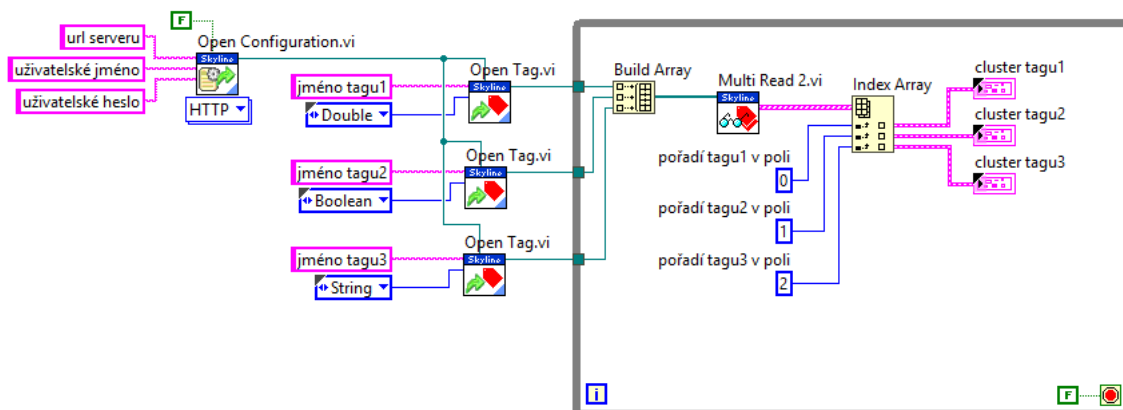 F
url serveru
Open Configuration.vi
Skyline
uživatelské jméno
uživatelské heslo
HTTP
Open Tag.vi
jméno tagu1
Skyline
Double
Open Tag.vi
jméno tagu2
Skyline
Boolean
Open Tag.vi
jméno tagu3
Skyline
String
Build Array
Multi Read 2.vi
Skyline
Index Array
cluster tagu1
cluster tagu2
cluster tagu3
pořadí tagu1 v poli
0
pořadí tagu2 v poli
1
pořadí tagu3 v poli
2
i
F